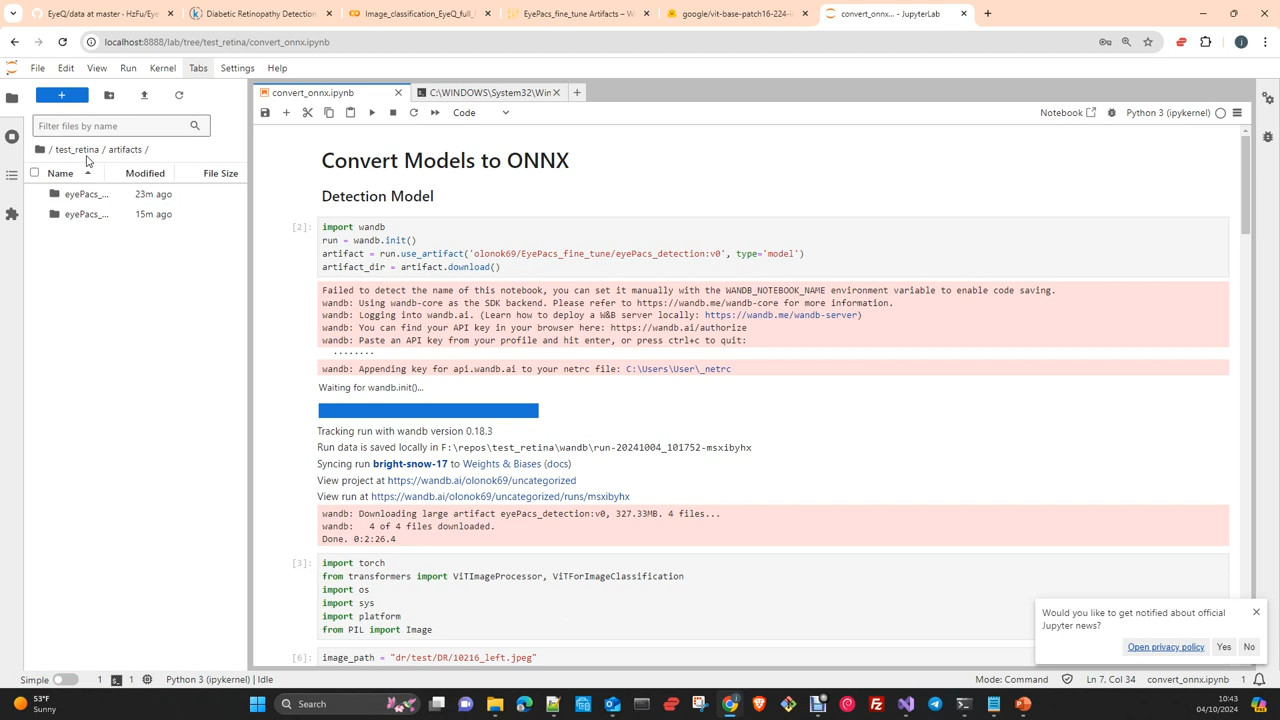 EyeQ/data at master · HzFu/Eye
Diabetic Retinopathy Detection
Image_classification_EyeQ_full_
EyePacs_fine_tune Artifacts –
google/vit-base-patch16-224-i
convert_onnx... - JupyterLab
localhost:8888/lab/tree/test_retina/convert_onnx.ipynb
File Edit View Run Kernel Tabs Settings Help
convert_onnx.ipynb
C:\WINDOWS\System32\Win
Code
Notebook
Python 3 (ipykernel)
Filter files by name
/ test_retina / artifacts /
Name Modified File Size
eyePacs_... 23m ago
eyePacs_... 15m ago
Convert Models to ONNX
Detection Model
[2]:
import wandb
run = wandb.init()
artifact = run.use_artifact('olonok69/EyePacs_fine_tune/eyePacs_detection:v0', type='model')
artifact_dir = artifact.download()
Failed to detect the name of this notebook, you can set it manually with the WANDB_NOTEBOOK_NAME environment variable to enable code saving.
wandb: Using wandb-core as the SDK backend. Please refer to https://wandb.me/wandb-core for more information.
wandb: Logging into wandb.ai. (Learn how to deploy a W&B server locally: https://wandb.me/wandb-server)
wandb: You can find your API key in your browser here: https://wandb.ai/authorize
wandb: Paste an API key from your profile and hit enter, or press ctrl+c to quit:
........
wandb: Appending key for api.wandb.ai to your netrc file: C:\Users\User\_netrc
Waiting for wandb.init()...
Tracking run with wandb version 0.18.3
Run data is saved locally in F:\repos\test_retina\wandb\run-20241004_101752-msxibyhx
Syncing run bright-snow-17 to Weights & Biases (docs)
View project at https://wandb.ai/olonok69/uncategorized
View run at https://wandb.ai/olonok69/uncategorized/runs/msxibyhx
wandb: Downloading large artifact eyePacs_detection:v0, 327.33MB. 4 files...
wandb: 4 of 4 files downloaded.
Done. 0:2:26.4
[3]:
import torch
from transformers import ViTImageProcessor, ViTForImageClassification
import os
import sys
import platform
from PIL import Image
[6]:
image_path = "dr/test/DR/10216_left.jpeg"
Would you like to get notified about official
Jupyter news?
Open privacy policy Yes No
Simple 1 1 Python 3 (ipykernel) | Idle
Mode: Command Ln 7, Col 34 convert_onnx.ipynb 1
53°F
Sunny
Search
10:43
04/10/2024